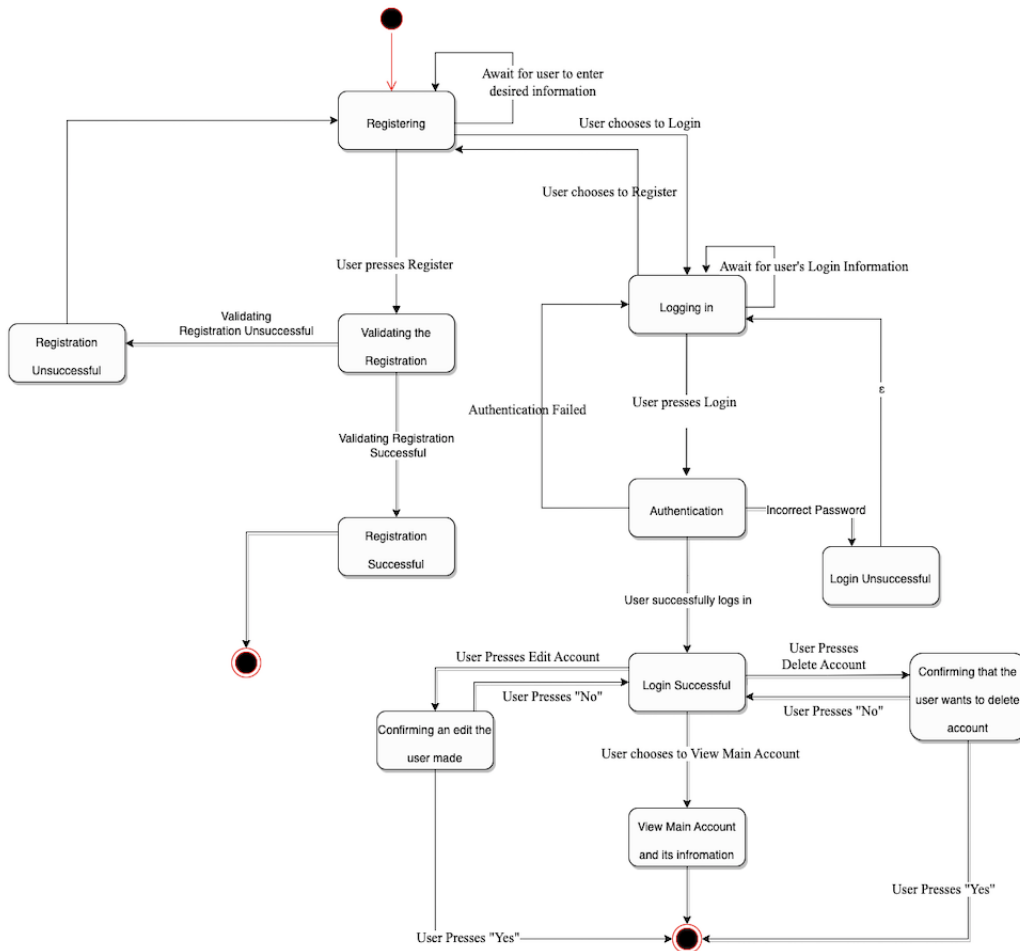 Await for user to enter
desired information
Registering
User chooses to Login
User chooses to Register
User presses Register
Await for user's Login Information
Logging in
Validating
Registration Unsuccessful
Validating the
Registration
Registration
Unsuccessful
ε
User presses Login
Authentication Failed
Validating Registration
Successful
Authentication
Incorrect Password
Registration
Successful
Login Unsuccessful
User successfully logs in
User Presses Edit Account
User Presses
Delete Account
Login Successful
Confirming that the
user wants to delete
account
User Presses "No"
User Presses "No"
Confirming an edit the
user made
User chooses to View Main Account
View Main Account
and its infromation
User Presses "Yes"
User Presses "Yes"